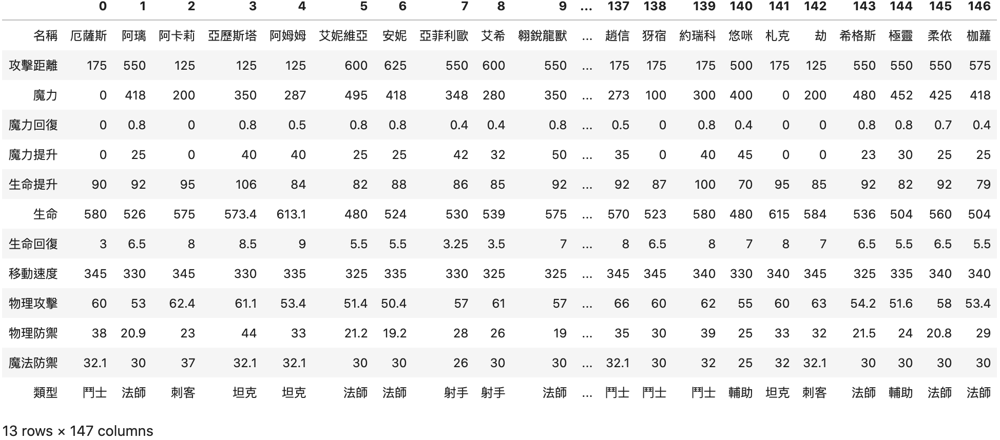 0 1 2 3 4 5 6 7 8 9 ... 137 138 139 140 141 142 143 144 145 146
名稱 厄薩斯 阿璃 阿卡莉 亞歷斯塔 阿姆姆 艾妮維亞 安妮 亞菲利歐 艾希 翱銳龍獸 ... 趙信 犽宿 約瑞科 悠咪 札克 劫 希格斯 極靈 柔依 枷蘿
攻擊距離 175 550 125 125 125 600 625 550 600 550 ... 175 175 175 500 175 125 550 550 550 575
魔力 0 418 200 350 287 495 418 348 280 350 ... 273 100 300 400 0 200 480 452 425 418
魔力回復 0 0.8 0 0.8 0.5 0.8 0.8 0.4 0.4 0.8 ... 0.5 0 0.8 0.4 0 0 0.8 0.8 0.7 0.4
魔力提升 0 25 0 40 40 25 25 42 32 50 ... 35 0 40 45 0 0 23 30 25 25
生命提升 90 92 95 106 84 82 88 86 85 92 ... 92 87 100 70 95 85 92 82 92 79
生命 580 526 575 573.4 613.1 480 524 530 539 575 ... 570 523 580 480 615 584 536 504 560 504
生命回復 3 6.5 8 8.5 9 5.5 5.5 3.25 3.5 7 ... 8 6.5 8 7 8 7 6.5 5.5 6.5 5.5
移動速度 345 330 345 330 335 325 335 330 325 325 ... 345 345 340 330 340 345 325 335 340 340
物理攻擊 60 53 62.4 61.1 53.4 51.4 50.4 57 61 57 ... 66 60 62 55 60 63 54.2 51.6 58 53.4
物理防禦 38 20.9 23 44 33 21.2 19.2 28 26 19 ... 35 30 39 25 33 32 21.5 24 20.8 29
魔法防禦 32.1 30 37 32.1 32.1 30 30 26 30 30 ... 32.1 30 32 25 32 32.1 30 30 30 30
類型 鬥士 法師 刺客 坦克 坦克 法師 法師 射手 射手 法師 ... 鬥士 鬥士 鬥士 輔助 坦克 刺客 法師 輔助 法師 法師
13 rows × 147 columns